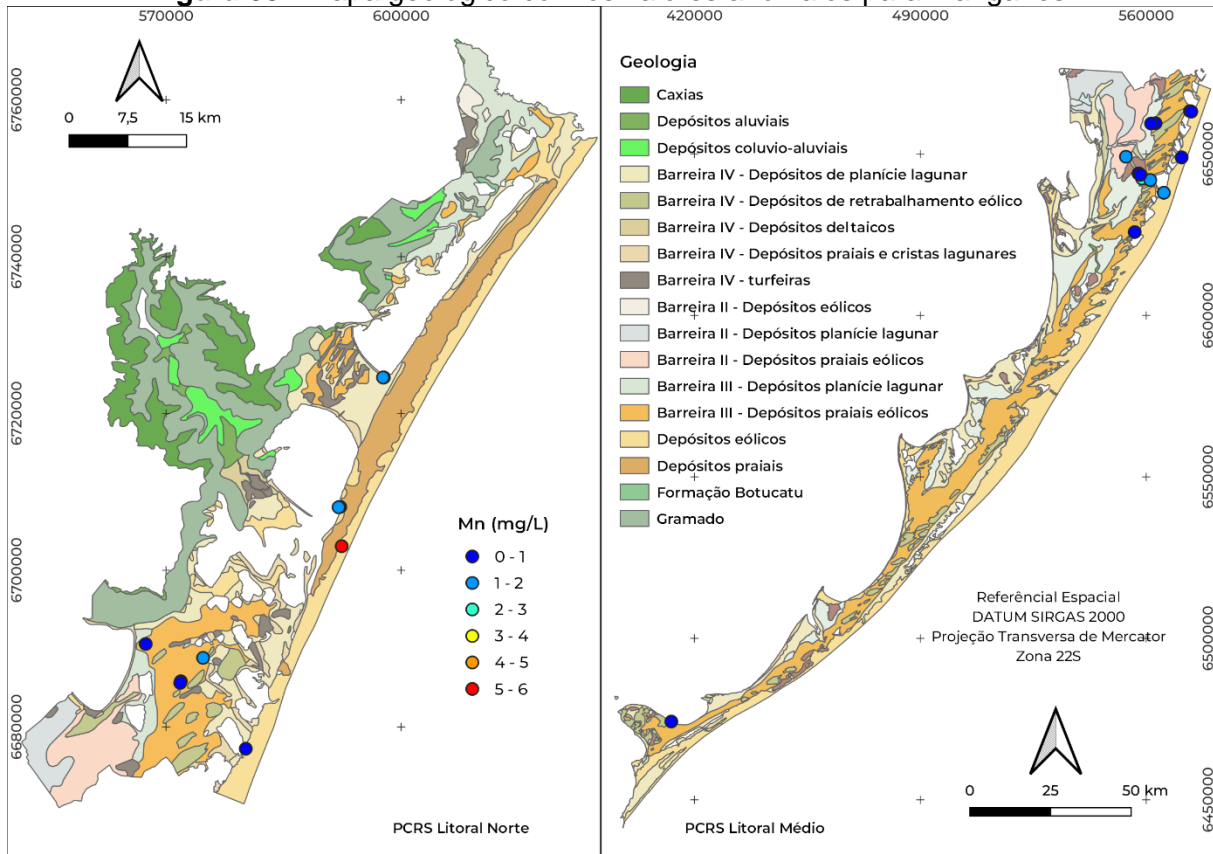 570000
600000
420000
490000
560000
6760000
6740000
6720000
6700000
6680000
0
7,5
15 km
Mn (mg/L)
0 - 1
1 - 2
2 - 3
3 - 4
4 - 5
5 - 6
PCRS Litoral Norte
Geologia
Caxias
Depósitos aluviais
Depósitos coluvio-aluviais
Barreira IV - Depósitos de planície lagunar
Barreira IV - Depósitos de retrabalhamento eólico
Barreira IV - Depósitos deltaicos
Barreira IV - Depósitos praiais e cristas lagunares
Barreira IV - turfeiras
Barreira II - Depósitos eólicos
Barreira II - Depósitos planície lagunar
Barreira II - Depósitos praiais eólicos
Barreira III - Depósitos planície lagunar
Barreira III - Depósitos praiais eólicos
Depósitos eólicos
Depósitos praiais
Formação Botucatu
Gramado
Referêncial Espacial
DATUM SIRGAS 2000
Projeção Transversa de Mercator
Zona 22S
0
25
50 km
PCRS Litoral Médio
6650000
6600000
6550000
6500000
6450000